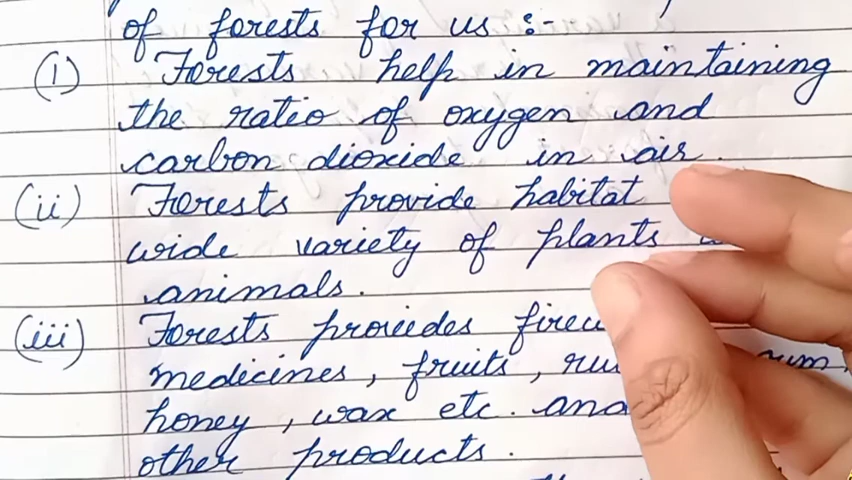 of forests for us :-
(i) Forests help in maintaining
the ratio of oxygen and
carbon dioxide in air.
(ii) Forests provide habitat
wide variety of plants
animals.
(iii) Forests provides
medicines, fruits,
honey, wax etc. and
other products.